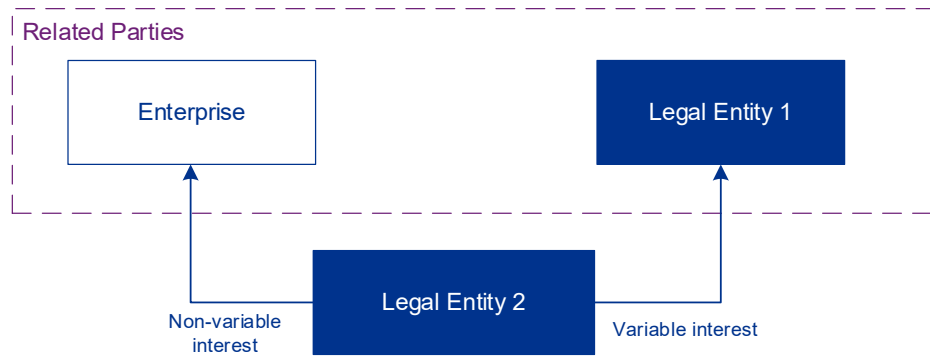 Related Parties
Enterprise
Legal Entity 1
Legal Entity 2
Non-variable
interest
Variable interest